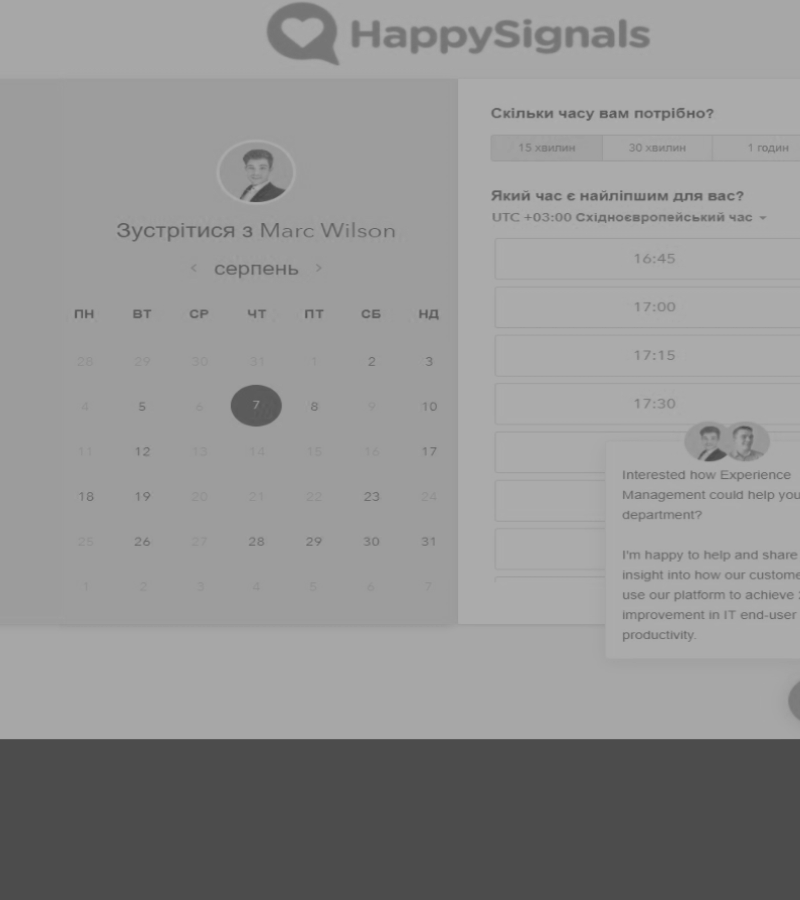 HappySignals
Зустрітися з Marc Wilson
серпень
ПН ВТ СР ЧТ ПТ СБ НД
28 29 30 31 1 2 3
4 5 6 7 8 9 10
11 12 13 14 15 16 17
18 19 20 21 22 23 24
25 26 27 28 29 30 31
1 2 3 4 5 6 7
Скільки часу вам потрібно?
15 хвилин 30 хвилин 1 годин
Який час є найліпшим для вас?
UTC +03:00 Східноєвропейський час
16:45
17:00
17:15
17:30
Interested how Experience
Management could help you
department?
I'm happy to help and share
insight into how our custome
use our platform to achieve
improvement in IT end-user
productivity.